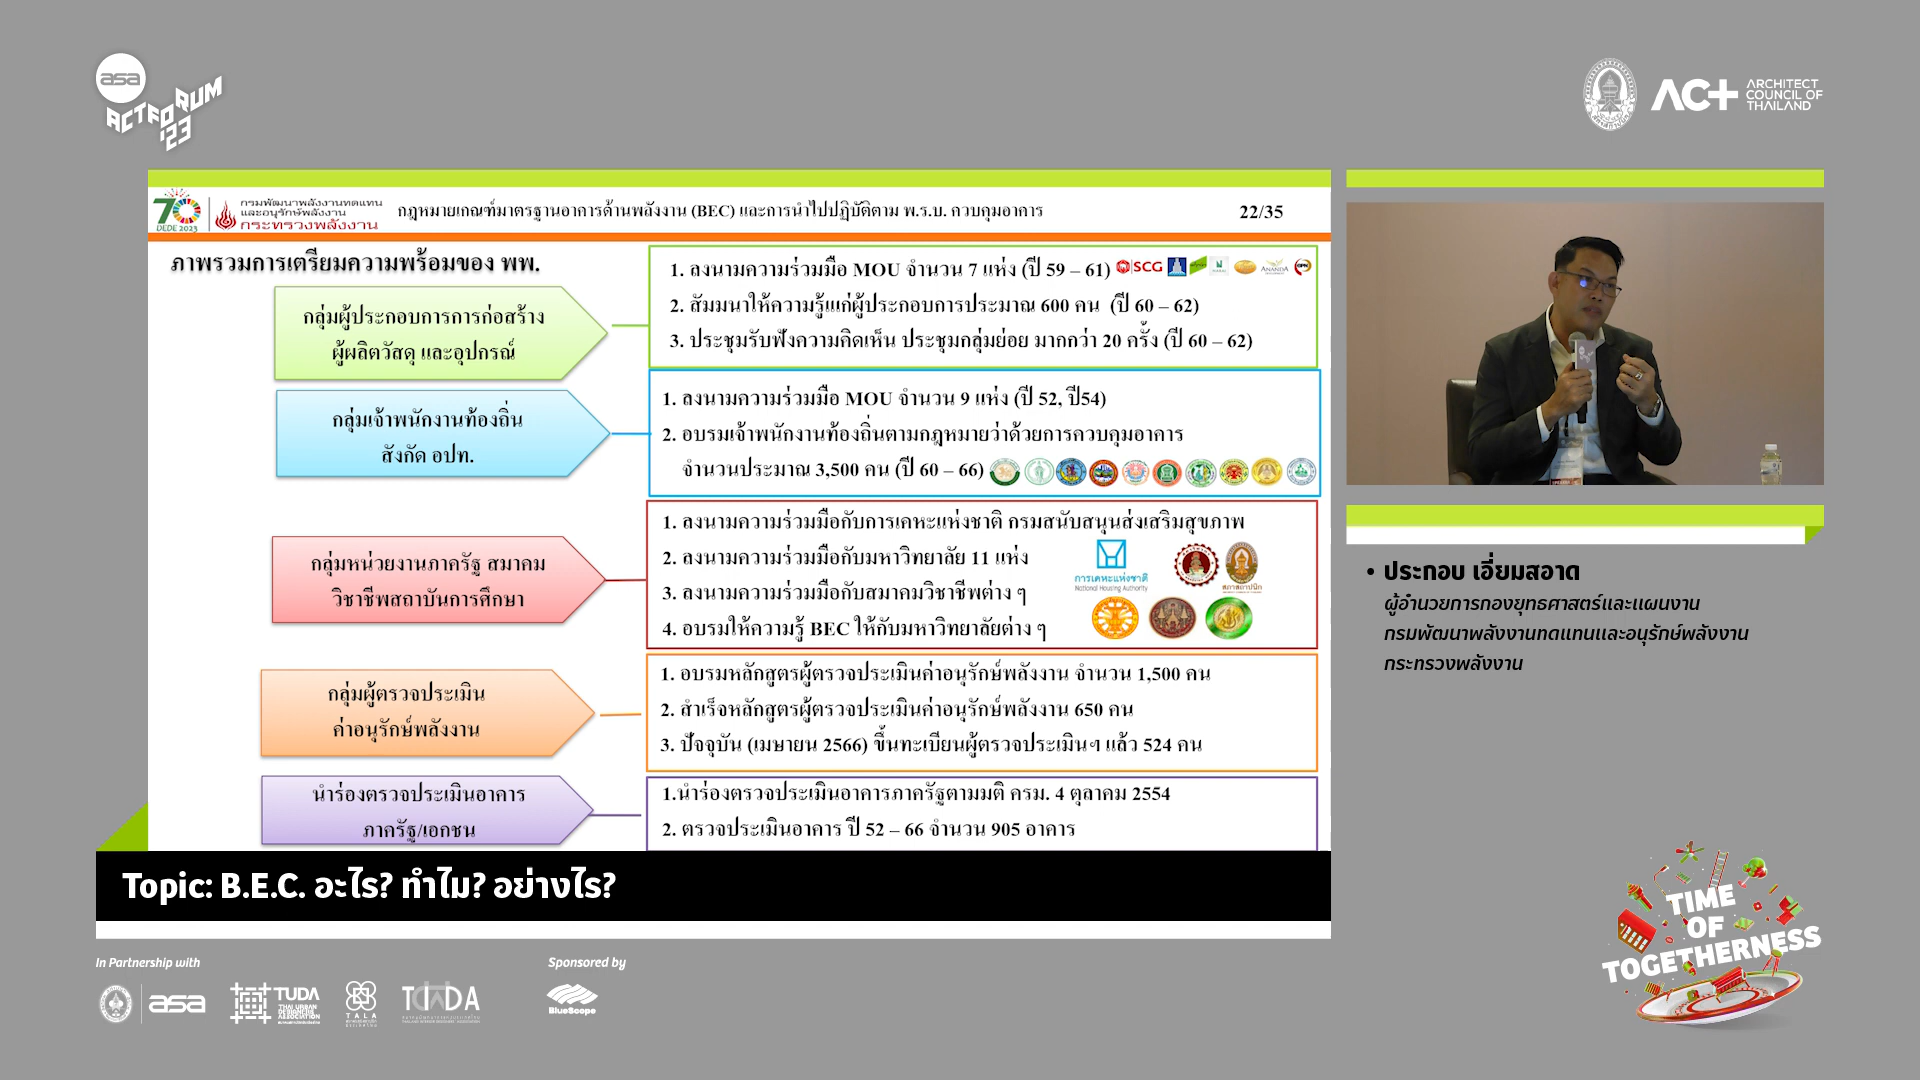 asa
ACTFORUM
'23
AC+ ARCHITECT
COUNCIL OF
THAILAND
70
DEDE 2023
กรมพัฒนาพลังงานทดแทน
และอนุรักษ์พลังงาน
กระทรวงพลังงาน
กฎหมายเกณฑ์มาตรฐานอาคารด้านพลังงาน (BEC) และการนำไปปฏิบัติตาม พ.ร.บ. ควบคุมอาคาร
22/35
ภาพรวมการเตรียมความพร้อมของ พพ.
กลุ่มผู้ประกอบการการก่อสร้าง
ผู้ผลิตวัสดุ และอุปกรณ์
1. ลงนามความร่วมมือ MOU จำนวน 7 แห่ง (ปี 59 – 61) SCG ANANDA
2. สัมมนาให้ความรู้แก่ผู้ประกอบการประมาณ 600 คน (ปี 60 – 62)
3. ประชุมรับฟังความคิดเห็น ประชุมกลุ่มย่อย มากกว่า 20 ครั้ง (ปี 60 – 62)
กลุ่มเจ้าพนักงานท้องถิ่น
สังกัด อปท.
1. ลงนามความร่วมมือ MOU จำนวน 9 แห่ง (ปี 52, ปี54)
2. อบรมเจ้าพนักงานท้องถิ่นตามกฎหมายว่าด้วยการควบคุมอาคาร
จำนวนประมาณ 3,500 คน (ปี 60 – 66)
กลุ่มหน่วยงานภาครัฐ สมาคม
วิชาชีพสถาบันการศึกษา
1. ลงนามความร่วมมือกับการเคหะแห่งชาติ กรมสนับสนุนส่งเสริมสุขภาพ
2. ลงนามความร่วมมือกับมหาวิทยาลัย 11 แห่ง
3. ลงนามความร่วมมือกับสมาคมวิชาชีพต่าง ๆ
4. อบรมให้ความรู้ BEC ให้กับมหาวิทยาลัยต่าง ๆ
การเคหะแห่งชาติ
National Housing Authority
สภาสถาปนิก
กลุ่มผู้ตรวจประเมิน
ค่าอนุรักษ์พลังงาน
1. อบรมหลักสูตรผู้ตรวจประเมินค่าอนุรักษ์พลังงาน จำนวน 1,500 คน
2. สำเร็จหลักสูตรผู้ตรวจประเมินค่าอนุรักษ์พลังงาน 650 คน
3. ปัจจุบัน (เมษายน 2566) ขึ้นทะเบียนผู้ตรวจประเมินฯ แล้ว 524 คน
นำร่องตรวจประเมินอาคาร
ภาครัฐ/เอกชน
1.นำร่องตรวจประเมินอาคารภาครัฐตามมติ ครม. 4 ตุลาคม 2554
2. ตรวจประเมินอาคาร ปี 52 – 66 จำนวน 905 อาคาร
• ประกอบ เอี่ยมสอาด
ผู้อำนวยการกองยุทธศาสตร์และแผนงาน
กรมพัฒนาพลังงานทดแทนและอนุรักษ์พลังงาน
กระทรวงพลังงาน
Topic: B.E.C. อะไร? ทำไม? อย่างไร?
In Partnership with
asa
TUDA
THAI URBAN
DESIGNERS
ASSOCIATION
TALA
TIDA
Sponsored by
BlueScope
TIME
OF
TOGETHERNESS